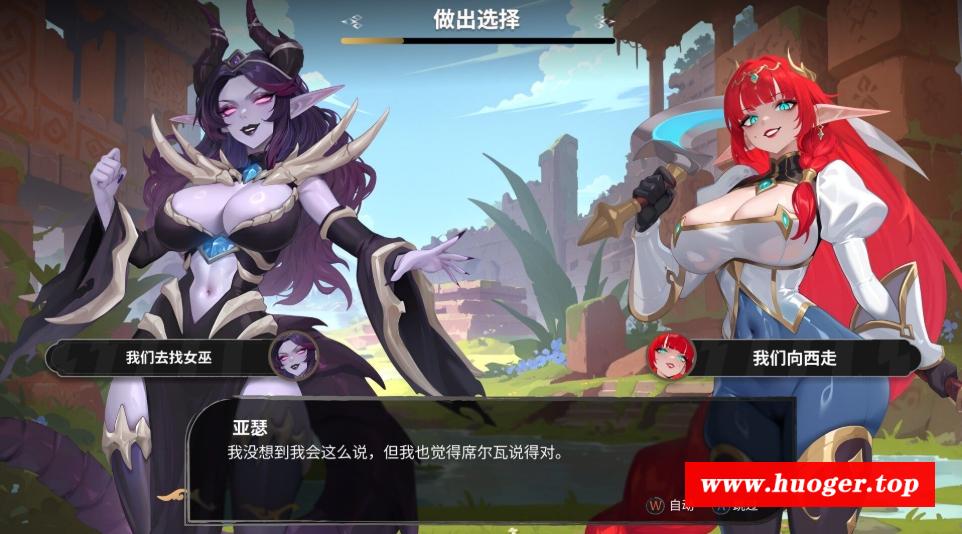 做出选择
我们去找女巫
我们向西走
亚瑟
我没想到我会这么说，但我也觉得席尔瓦说得对。
W 自动
www.huoger.top